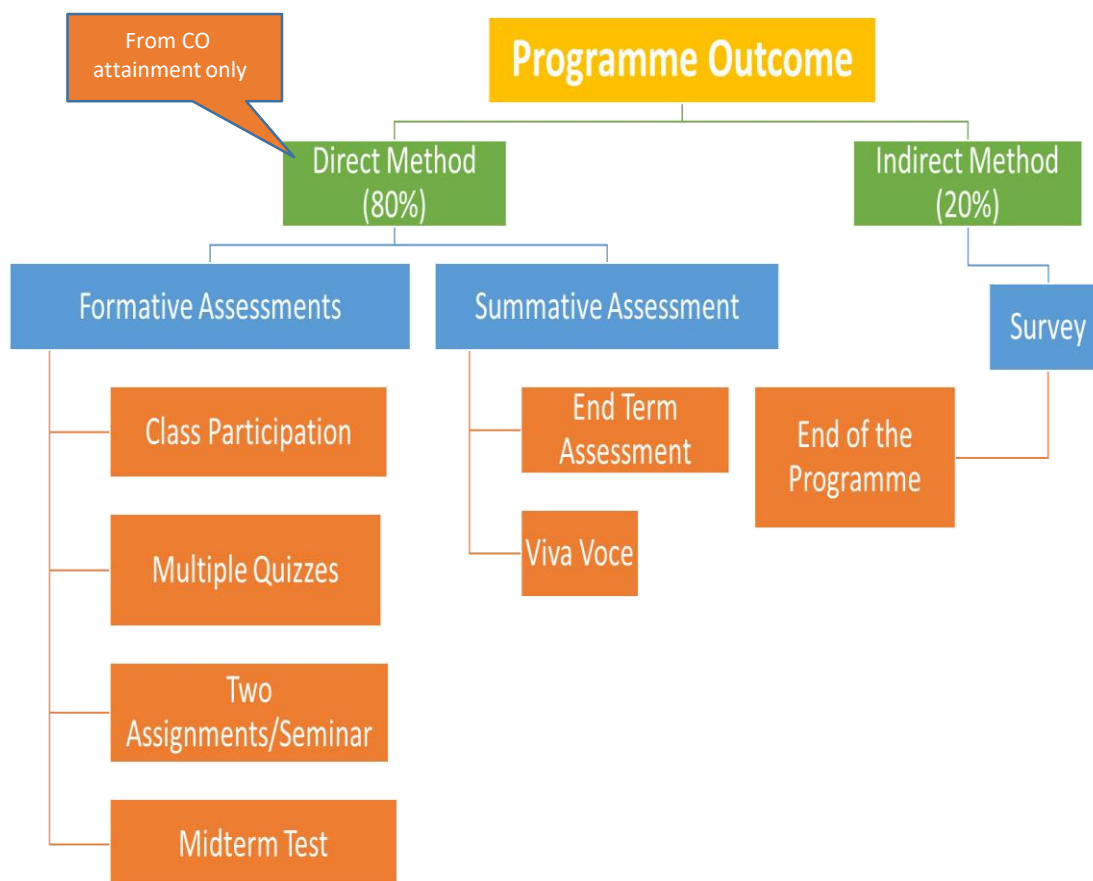 From CO
attainment only
Programme Outcome
Direct Method
(80%)
Indirect Method
(20%)
Formative Assessments
Summative Assessment
Survey
Class Participation
End Term
Assessment
End of the
Programme
Multiple Quizzes
Viva Voce
Two
Assignments/Seminar
Midterm Test